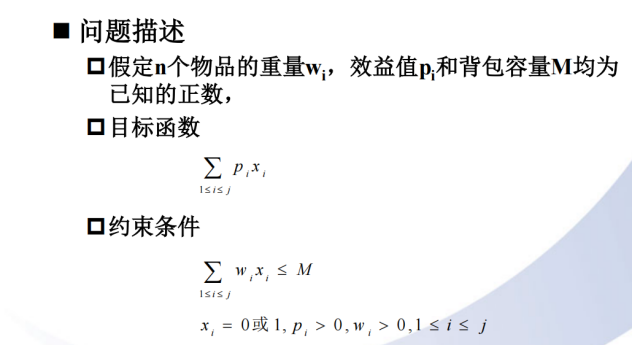 ■ 问题描述
假定n个物品的重量wᵢ，效益值pᵢ和背包容量M均为
已知的正数，
目标函数
∑ pᵢxᵢ
1≤i≤j
约束条件
∑ wᵢxᵢ ≤ M
1≤i≤j
xᵢ = 0或1, pᵢ > 0, wᵢ > 0, 1 ≤ i ≤ j